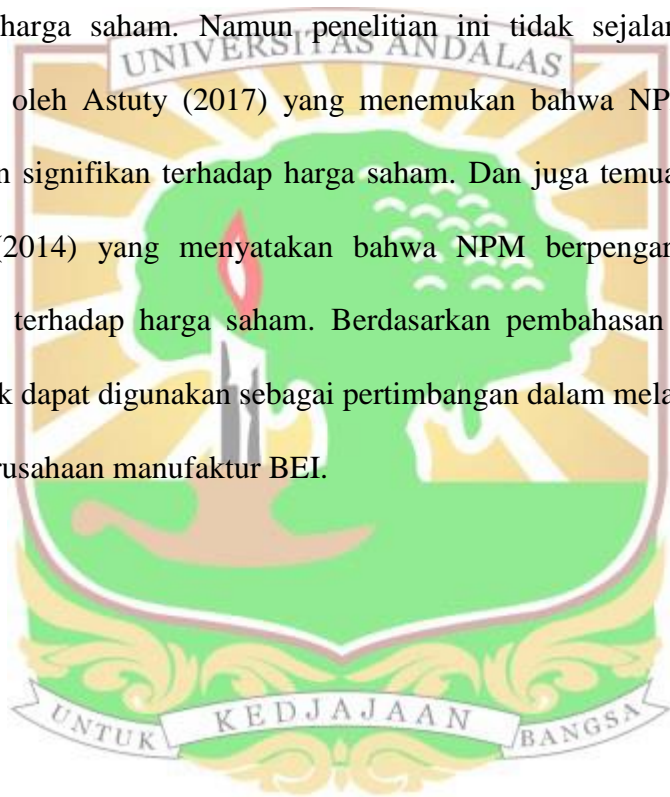 harga saham. Namun penelitian ini tidak sejalan
UNIVERSITAS ANDALAS
oleh Astuty (2017) yang menemukan bahwa NP
n signifikan terhadap harga saham. Dan juga temua
(2014) yang menyatakan bahwa NPM berpengar
terhadap harga saham. Berdasarkan pembahasan
k dapat digunakan sebagai pertimbangan dalam mela
rusahaan manufaktur BEI.
UNTUK KEDJAJAAN BANGSA